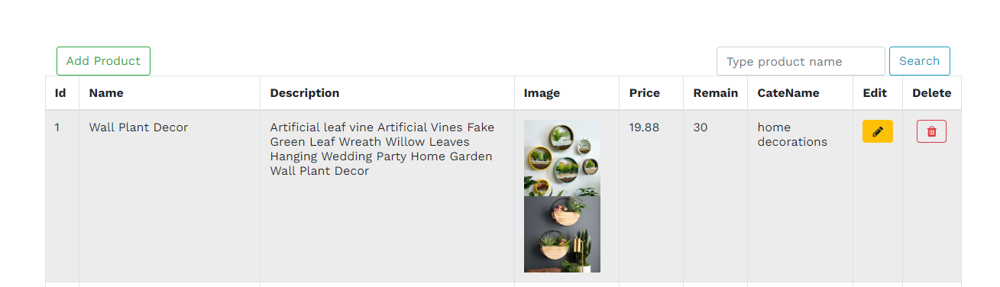 Add Product
Type product name
Search
Id
Name
Description
Image
Price
Remain
CateName
Edit
Delete
1
Wall Plant Decor
Artificial leaf vine Artificial Vines Fake
Green Leaf Wreath Willow Leaves
Hanging Wedding Party Home Garden
Wall Plant Decor
19.88
30
home
decorations